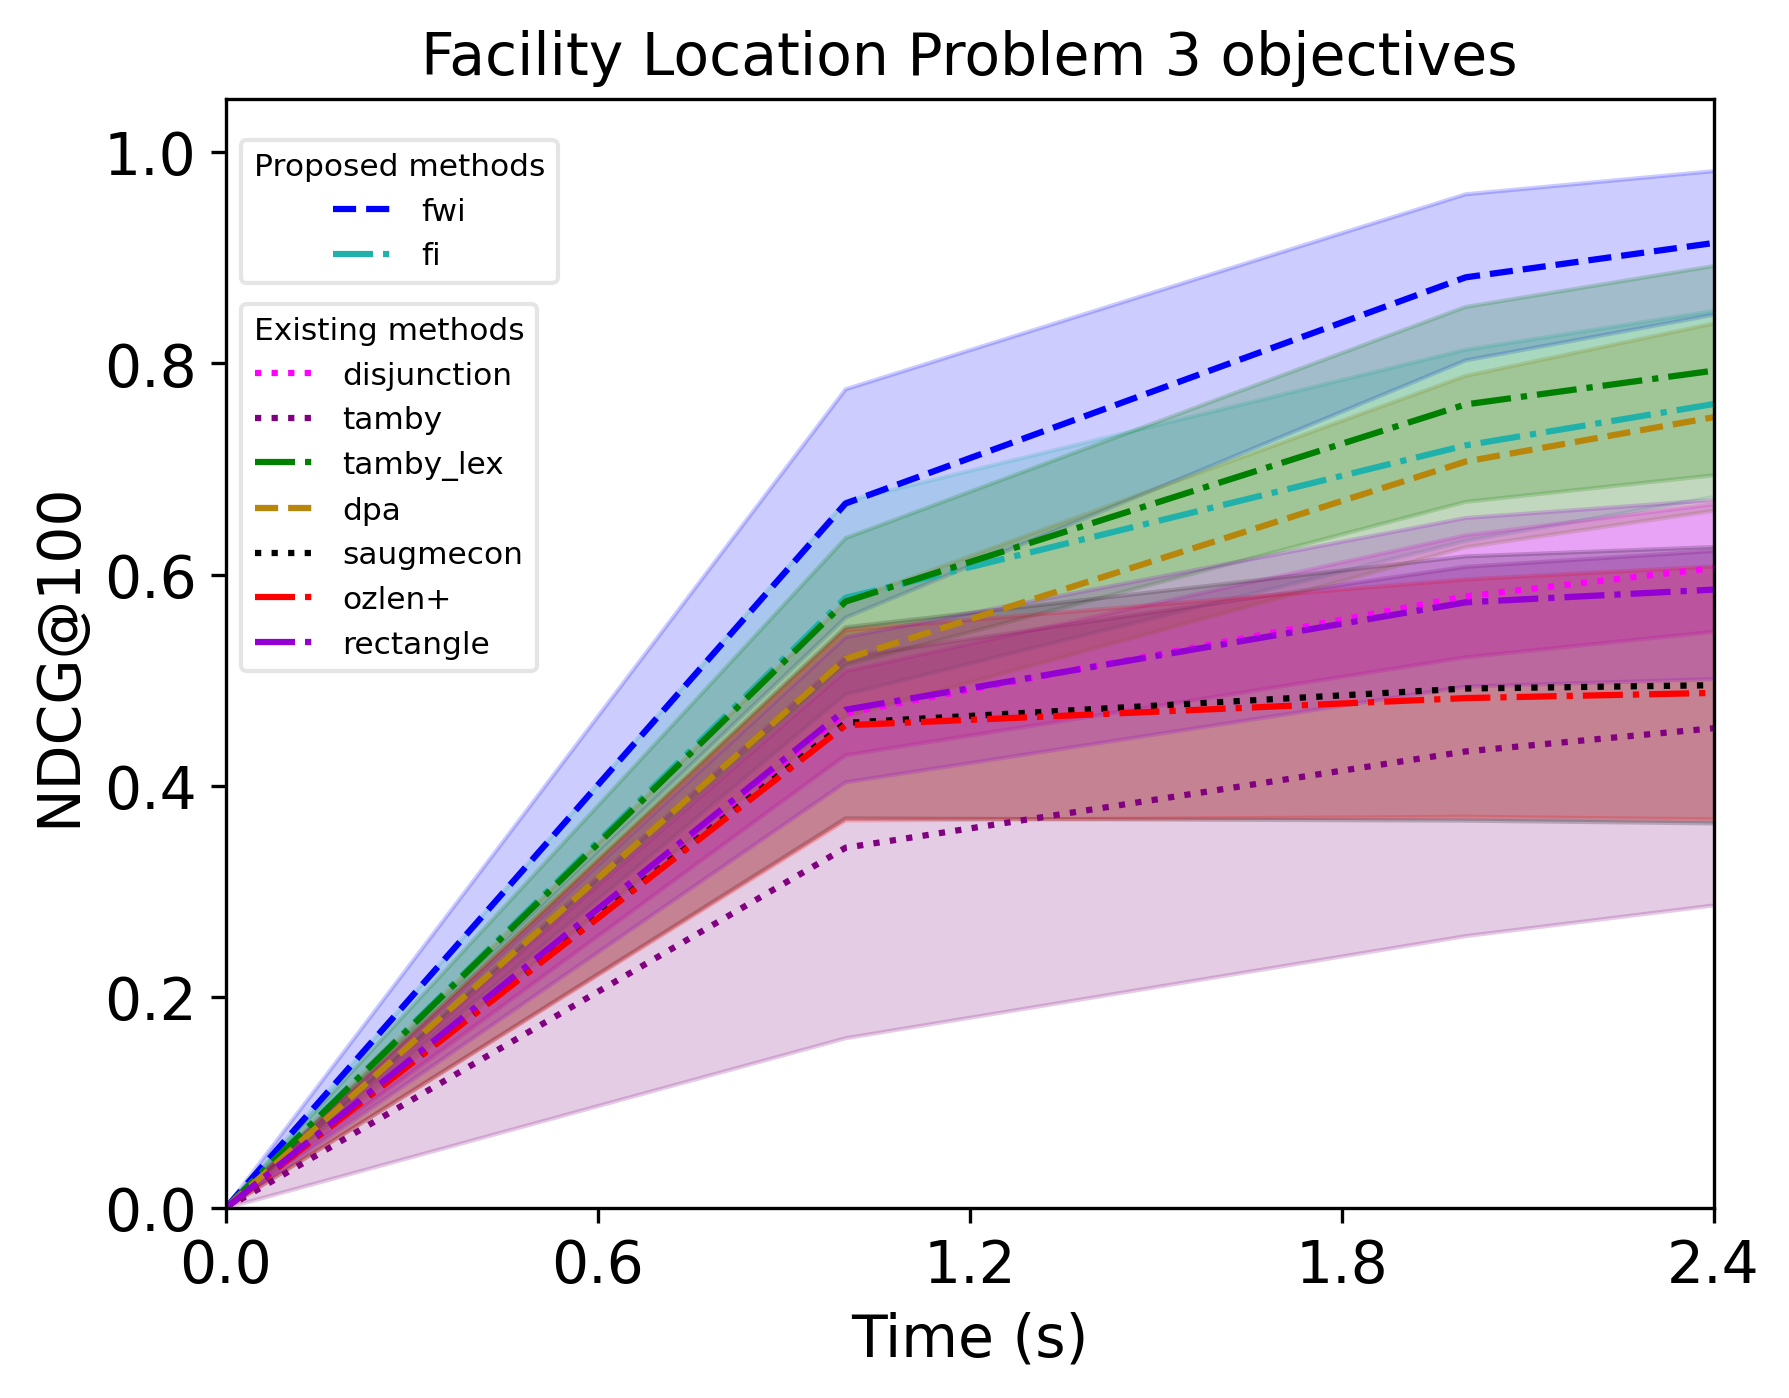 Facility Location Problem 3 objectives
NDCG@100
1.0
0.8
0.6
0.4
0.2
0.0
Proposed methods
fwi
fi
Existing methods
disjunction
tamby
tamby_lex
dpa
saugmecon
ozlen+
rectangle
0.0 0.6 1.2 1.8 2.4
Time (s)